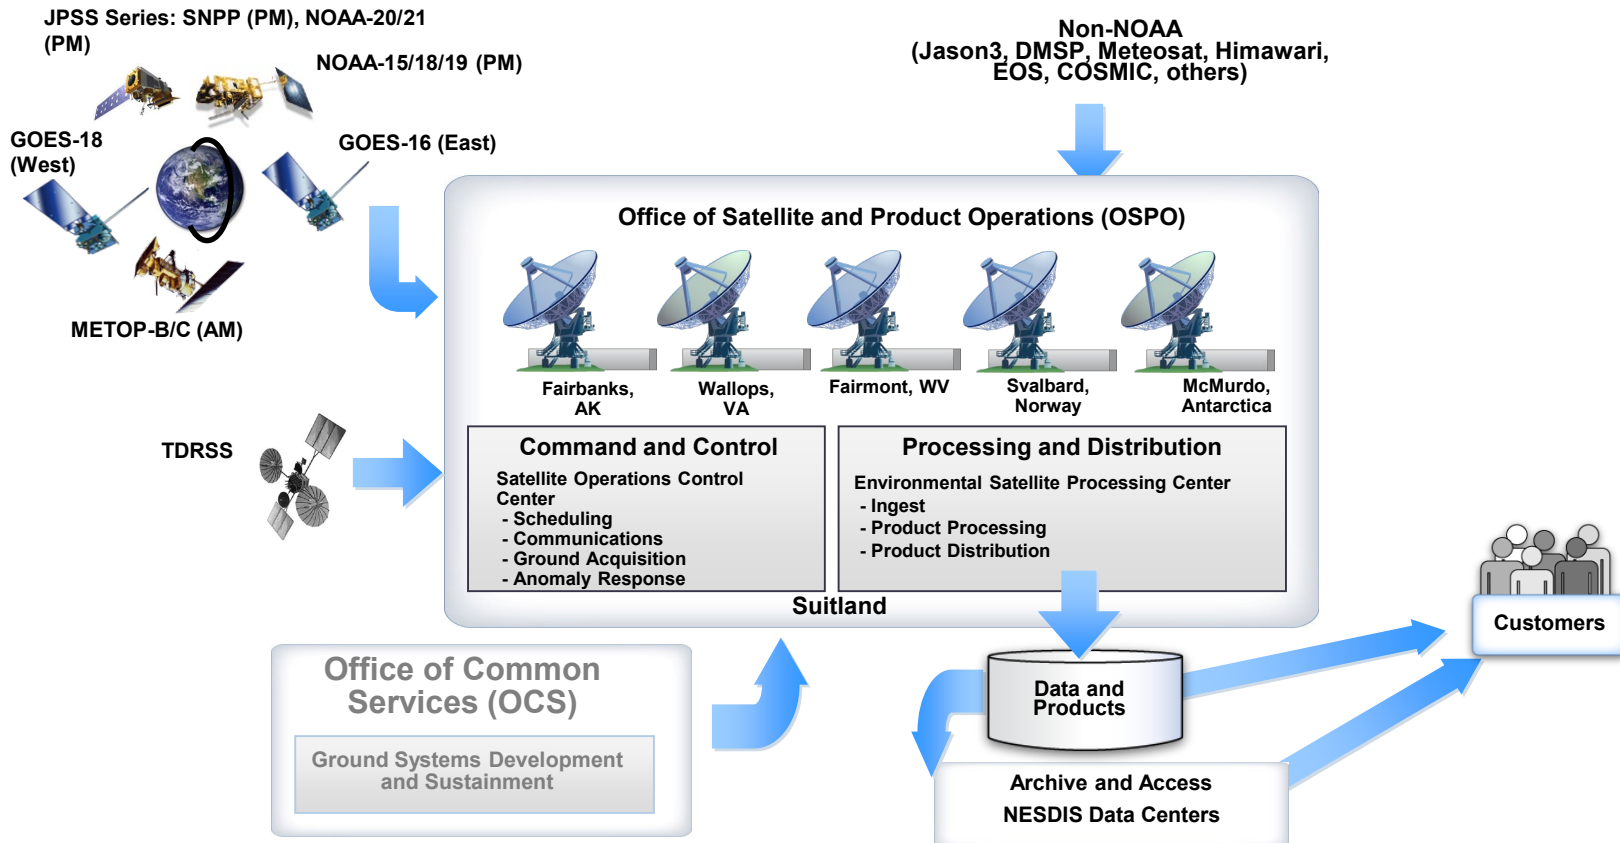 JPSS Series: SNPP (PM), NOAA-20/21
(PM)
NOAA-15/18/19 (PM)
GOES-18
(West)
GOES-16 (East)
METOP-B/C (AM)
TDRSS
Non-NOAA
(Jason3, DMSP, Meteosat, Himawari,
EOS, COSMIC, others)
Office of Satellite and Product Operations (OSPO)
Fairbanks,
AK
Wallops,
VA
Fairmont, WV
Svalbard,
Norway
McMurdo,
Antarctica
Command and Control
Satellite Operations Control
Center
- Scheduling
- Communications
- Ground Acquisition
- Anomaly Response
Processing and Distribution
Environmental Satellite Processing Center
- Ingest
- Product Processing
- Product Distribution
Suitland
Office of Common
Services (OCS)
Ground Systems Development
and Sustainment
Data and
Products
Archive and Access
NESDIS Data Centers
Customers